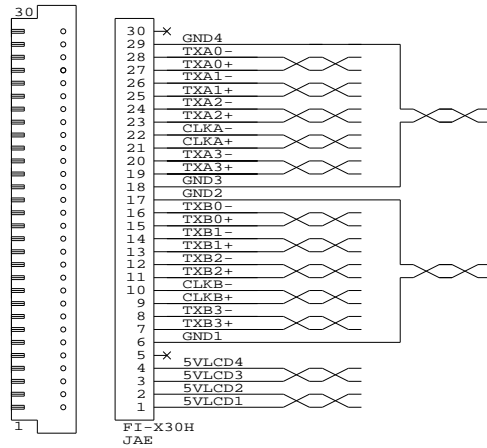 30
30
29 GND4
28 TXA0-
27 TXA0+
26 TXA1-
25 TXA1+
24 TXA2-
23 TXA2+
22 CLKA-
21 CLKA+
20 TXA3-
19 TXA3+
18 GND3
17 GND2
16 TXB0-
15 TXB0+
14 TXB1-
13 TXB1+
12 TXB2-
11 TXB2+
10 CLKB-
9 CLKB+
8 TXB3-
7 TXB3+
6 GND1
5
4 5VLCD4
3 5VLCD3
2 5VLCD2
1 5VLCD1
1
FI-X30H
JAE